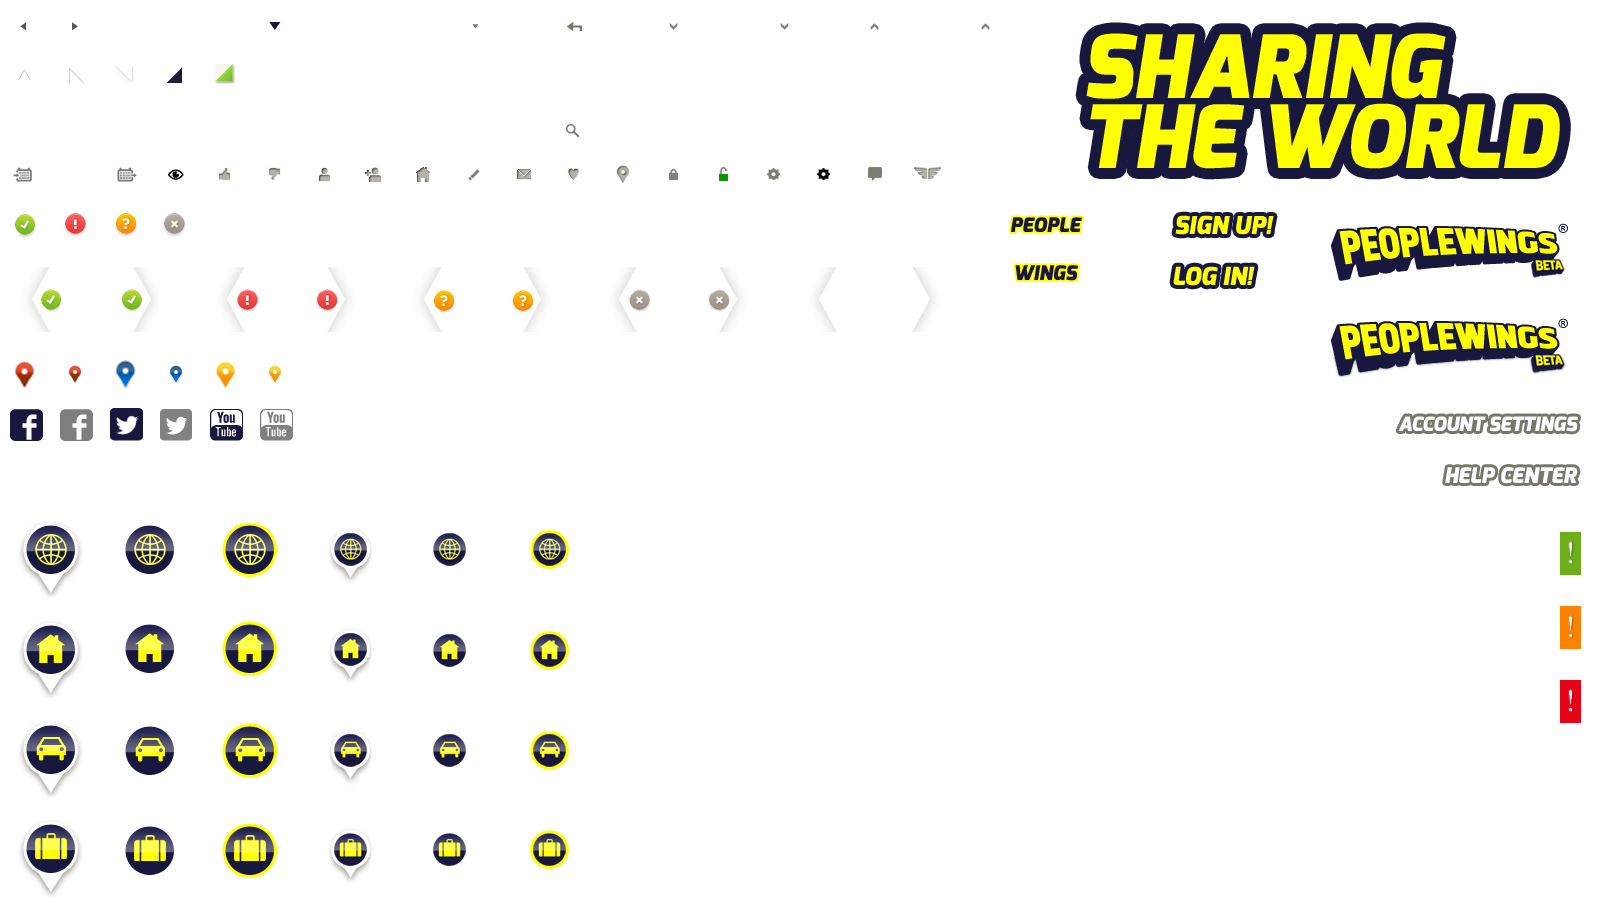 SHARING
THE WORLD
PEOPLE
SIGN UP!
PEOPLEWINGS®
BETA
WINGS
LOG IN!
PEOPLEWINGS®
BETA
f
f
You
Tube
You
Tube
ACCOUNT SETTINGS
HELP CENTER
!
!
!